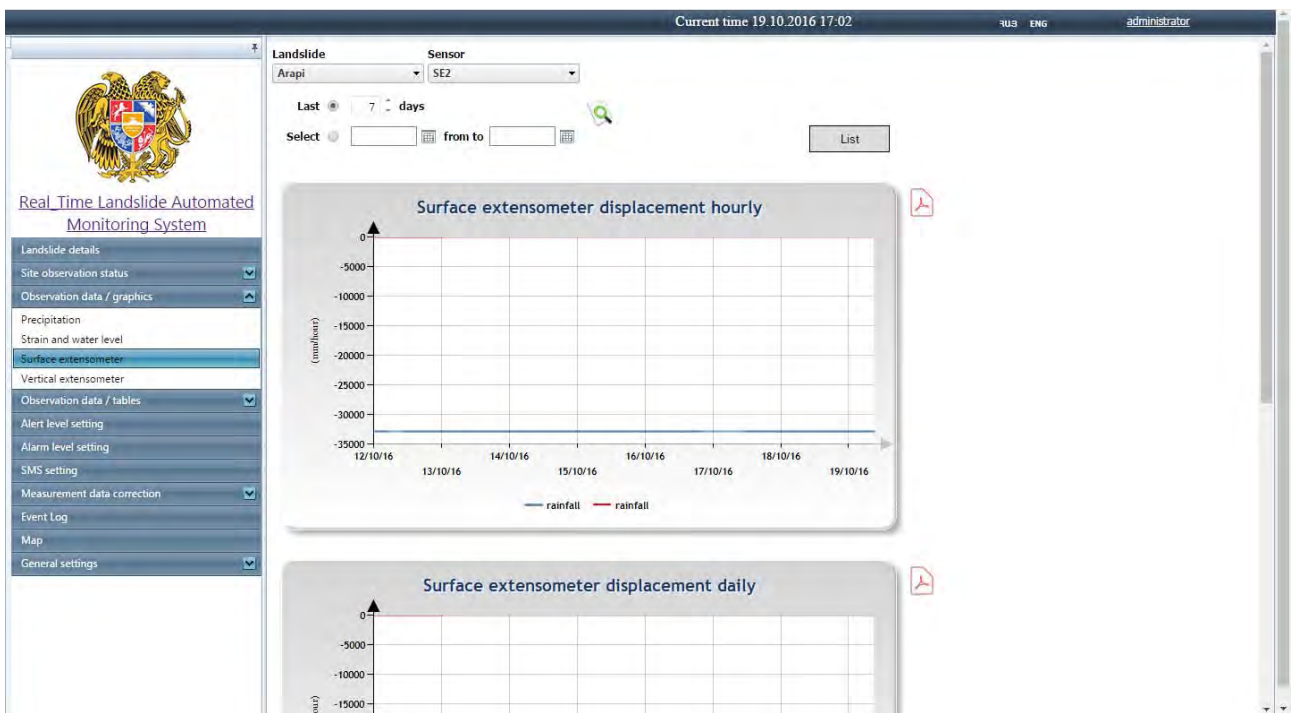 Current time 19.10.2016 17:02
ՀԱՅ ENG
administrator
Real_Time Landslide Automated
Monitoring System
Landslide details
Site observation status
Observation data / graphics
Precipitation
Strain and water level
Surface extensometer
Vertical extensometer
Observation data / tables
Alert level setting
Alarm level setting
SMS setting
Measurement data correction
Event Log
Map
General settings
Landslide Sensor
Arapi SE2
Last 7 days
Select from to
List
Surface extensometer displacement hourly
(mm/hour)
0
-5000
-10000
-15000
-20000
-25000
-30000
-35000
12/10/16 14/10/16 16/10/16 18/10/16
13/10/16 15/10/16 17/10/16 19/10/16
rainfall rainfall
Surface extensometer displacement daily
0
-5000
-10000
-15000